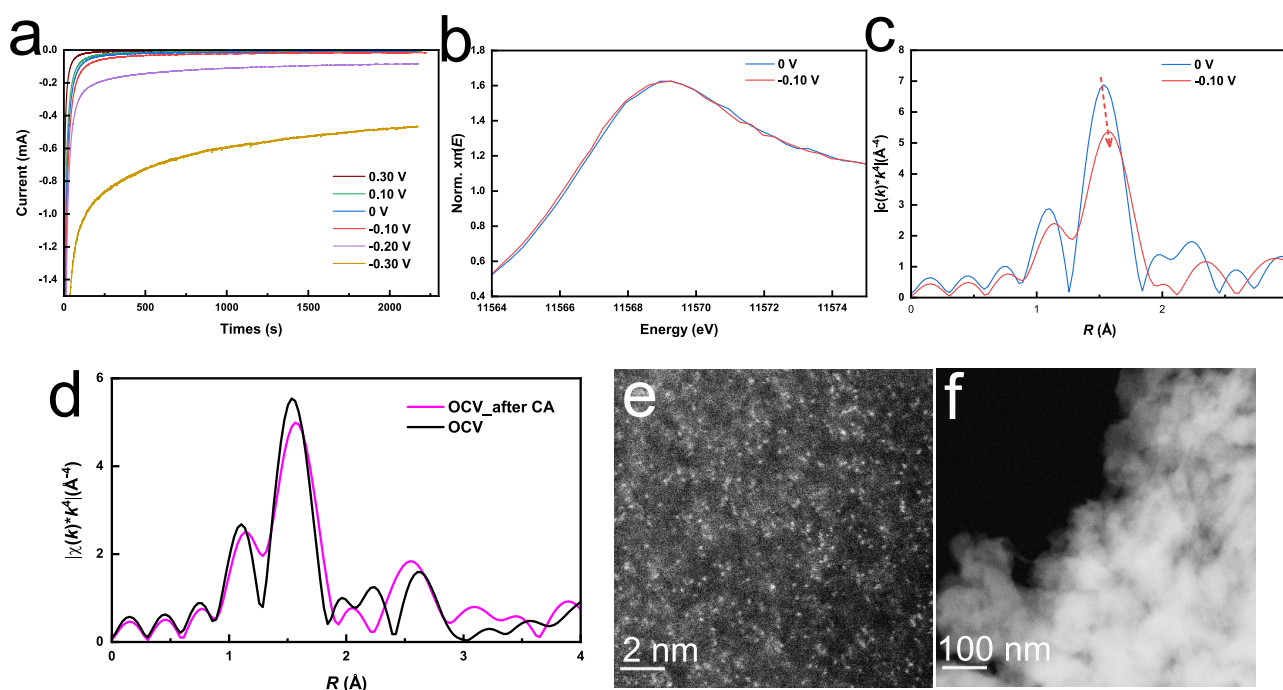 a
0.0
-0.2
-0.4
-0.6
-0.8
-1.0
-1.2
-1.4
Current (mA)
0.30 V
0.10 V
0 V
-0.10 V
-0.20 V
-0.30 V
0 500 1000 1500 2000
Times (s)
b
1.8
1.6
1.4
1.2
1.0
0.8
0.6
0.4
Norm. xπ(E)
0 V
-0.10 V
11564 11566 11568 11570 11572 11574
Energy (eV)
c
8
7
6
5
4
3
2
1
0
|c(k)*k⁴|(Å⁻⁴)
0 V
-0.10 V
0 1 2
R (Å)
d
6
4
2
0
|χ(k)*k⁴|(Å⁻⁴)
OCV_after CA
OCV
0 1 2 3 4
R (Å)
e
2 nm
f
100 nm